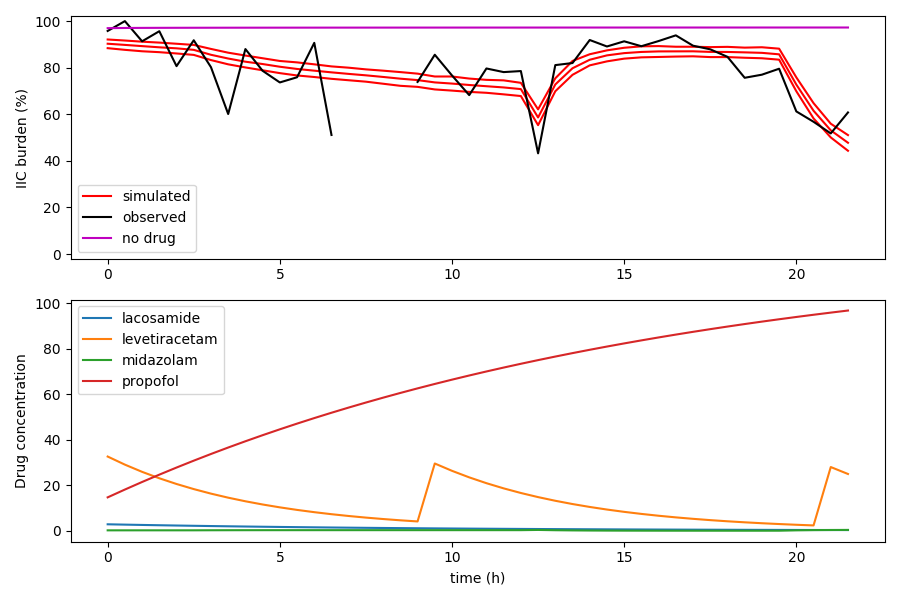 100
80
60
40
20
0
IIC burden (%)
simulated
observed
no drug
0 5 10 15 20
100
80
60
40
20
0
Drug concentration
lacosamide
levetiracetam
midazolam
propofol
0 5 10 15 20
time (h)